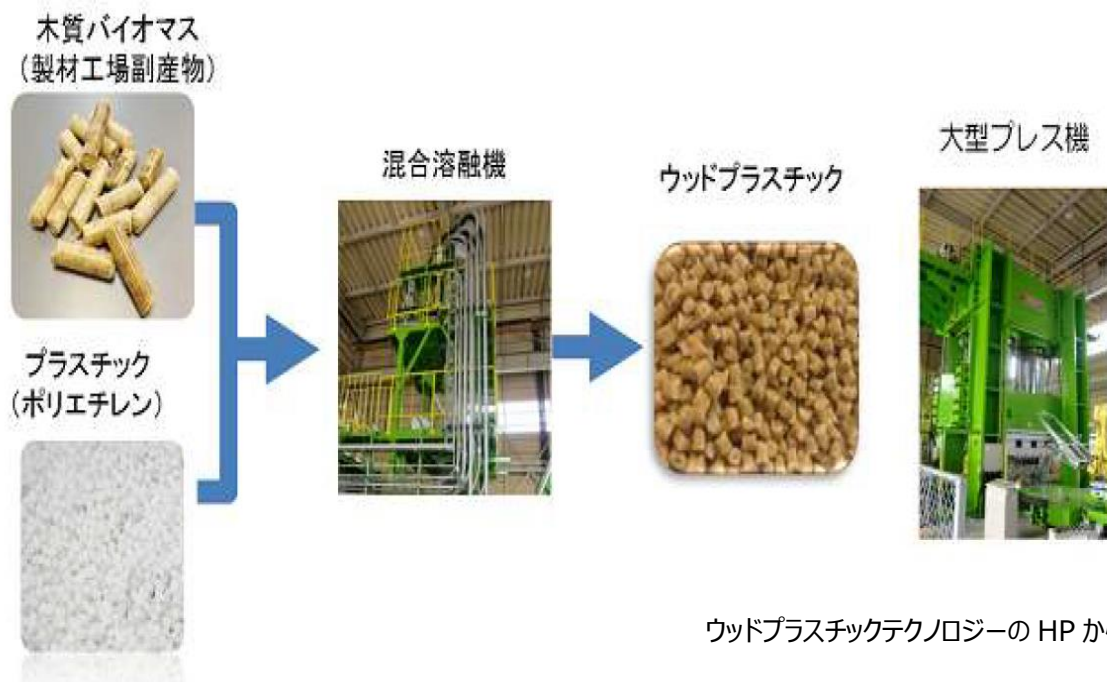 木質バイオマス
（製材工場副産物）
プラスチック
（ポリエチレン）
混合溶融機
ウッドプラスチック
大型プレス機
ウッドプラスチックテクノロジーの HP か